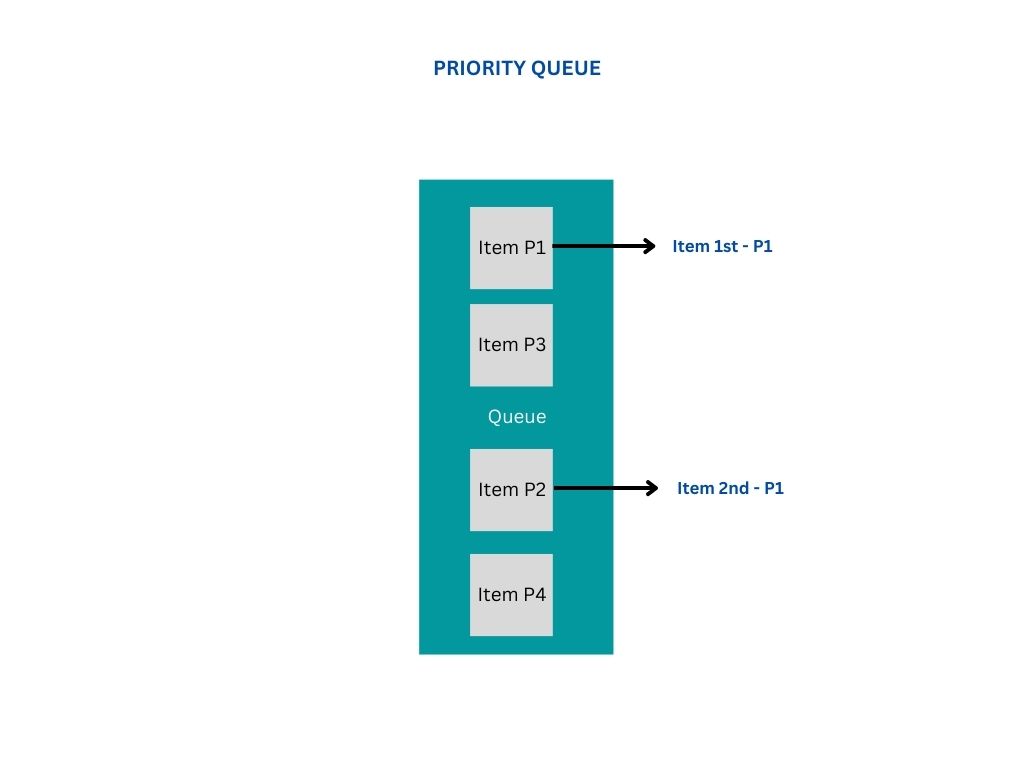 PRIORITY QUEUE
Item P1
Item 1st - P1
Item P3
Queue
Item P2
Item 2nd - P1
Item P4